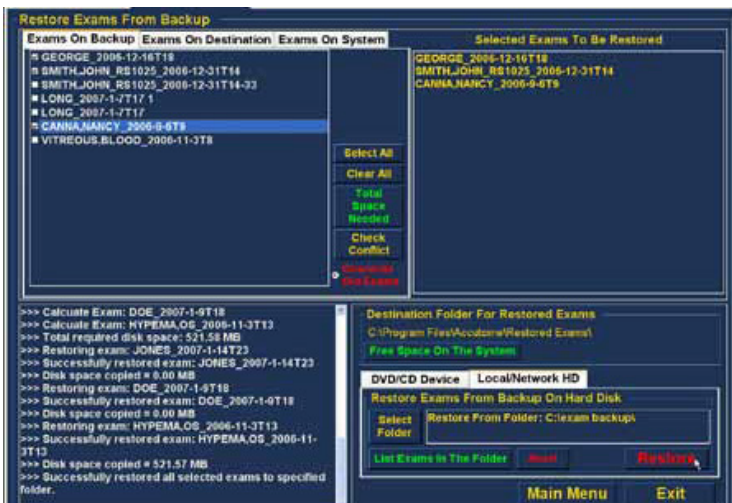 Restore Exams From Backup
Exams On Backup Exams On Destination Exams On System
GEORGE_2006-12-16T18
SMITH,JOHN_RS1025_2006-12-31T14
SMITH,JOHN_RS1025_2006-12-31T14-33
LONG_2007-1-7T17 1
LONG_2007-1-7T17
CANNA,NANCY_2006-9-6T9
VITREOUS,BLOOD_2006-11-3T8
Select All
Clear All
Total
Space
Needed
Check
Conflict
Overwrite
Old Exams
Selected Exams To Be Restored
GEORGE_2006-12-16T18
SMITH,JOHN_RS1025_2006-12-31T14
CANNA,NANCY_2006-9-6T9
>>> Calcuate Exam: DOE_2007-1-9T18
>>> Calcuate Exam: HYPEMA,OS_2006-11-3T13
>>> Total required disk space: 521.58 MB
>>> Restoring exam: JONES_2007-1-14T23
>>> Successfully restored exam: JONES_2007-1-14T23
>>> Disk space copied = 0.00 MB
>>> Restoring exam: DOE_2007-1-9T18
>>> Successfully restored exam: DOE_2007-1-9T18
>>> Disk space copied = 0.00 MB
>>> Restoring exam: HYPEMA,OS_2006-11-3T13
>>> Successfully restored exam: HYPEMA,OS_2006-11-
3T13
>>> Disk space copied = 521.57 MB
>>> Successfully restored all selected exams to specified
folder.
Destination Folder For Restored Exams
C:\Program Files\Accutome\Restored Exams\
Free Space On The System
DVD/CD Device Local/Network HD
Restore Exams From Backup On Hard Disk
Select
Folder
Restore From Folder: C:\exam backup\
List Exams In The Folder
Restore
Main Menu
Exit